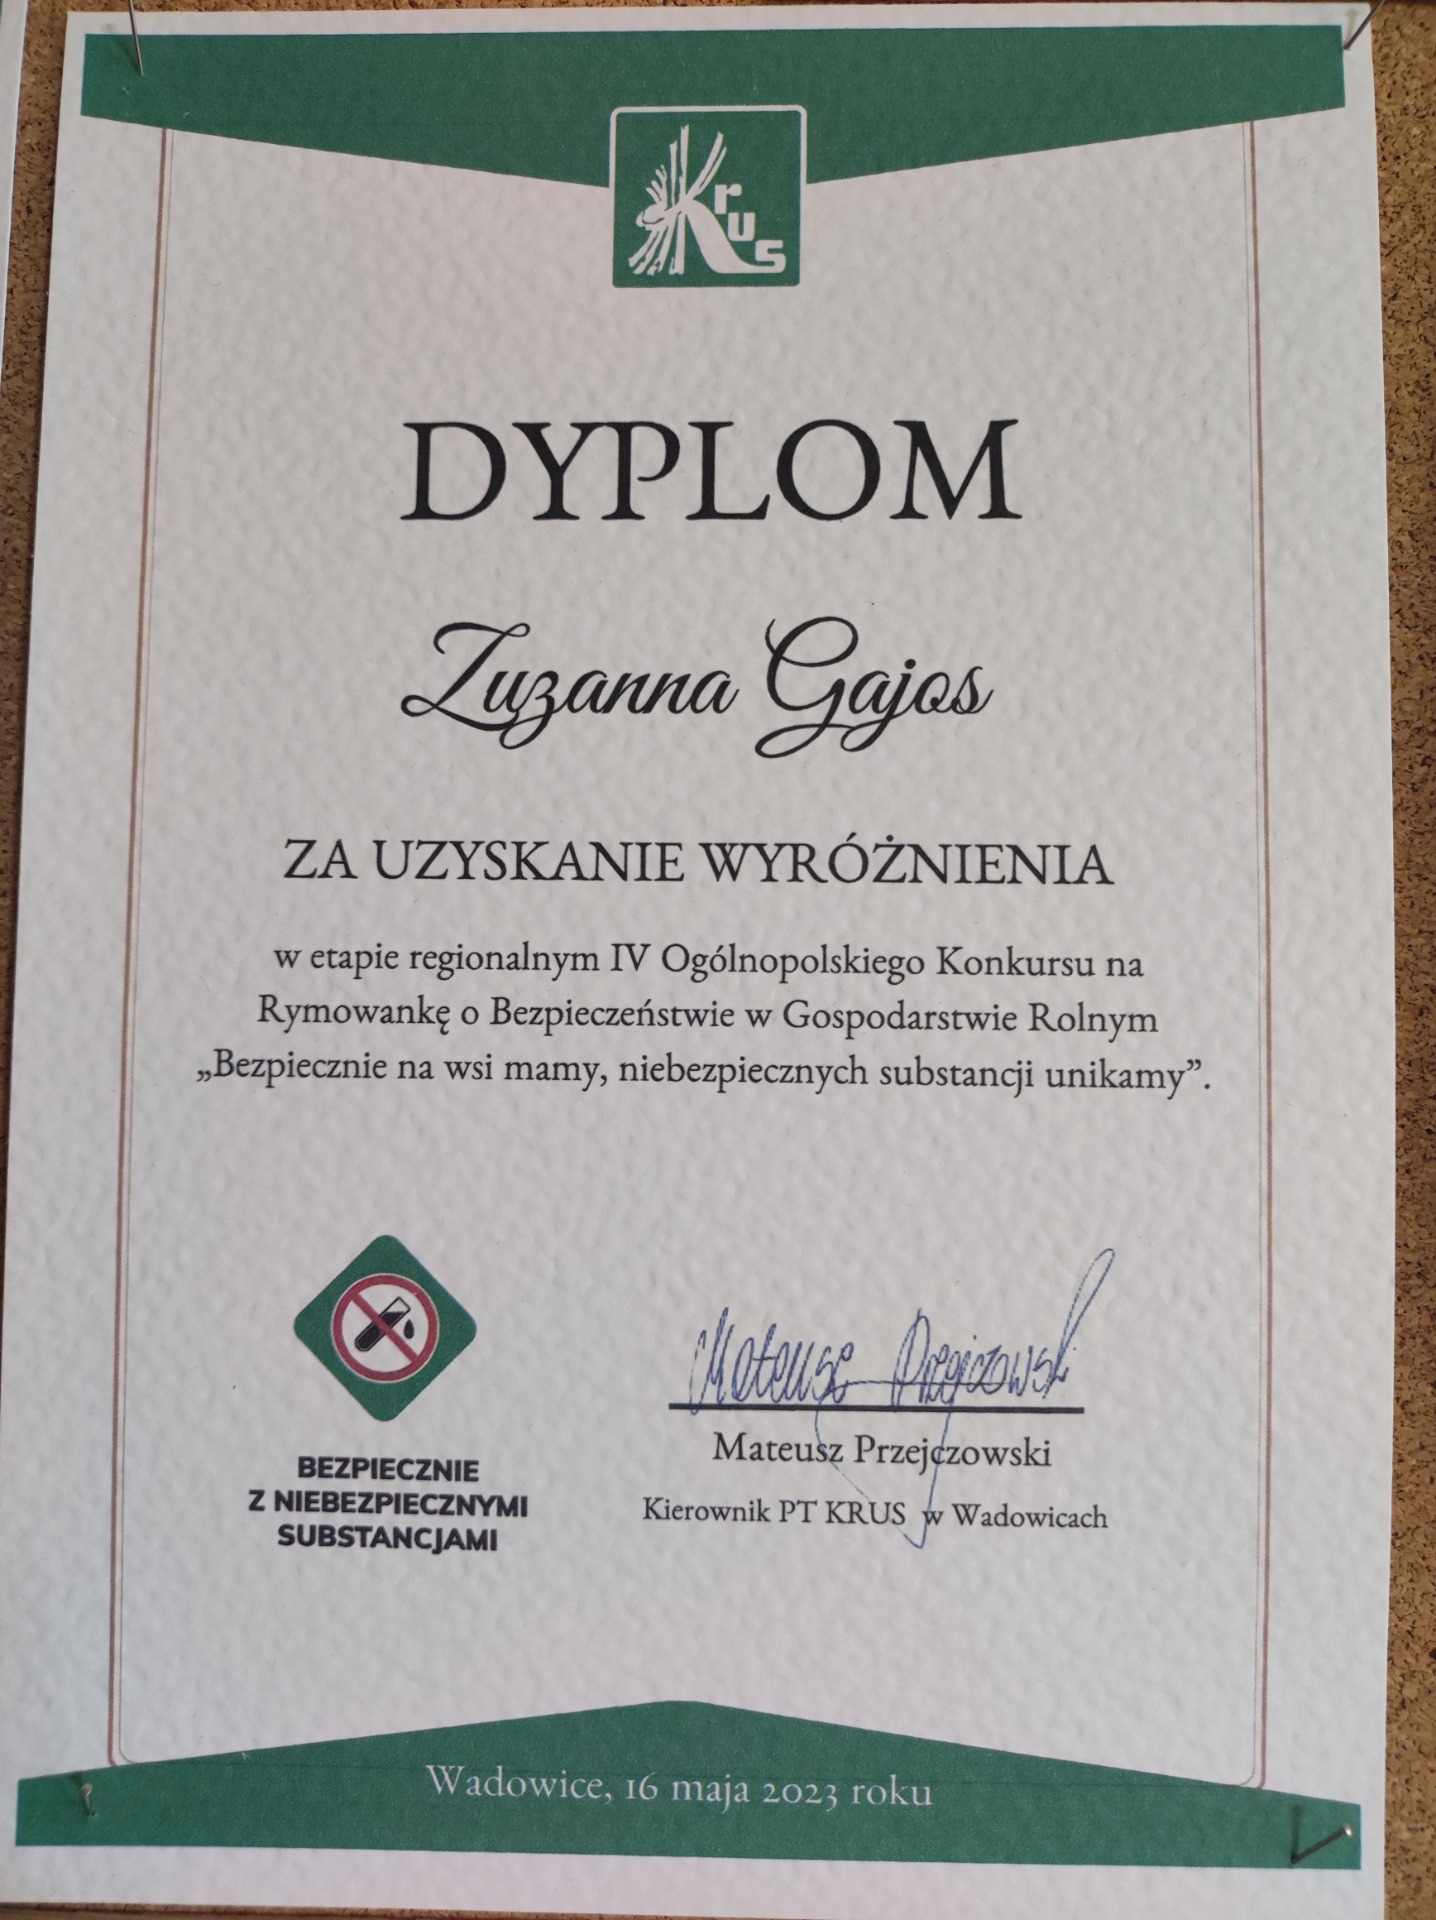 Krus
DYPLOM
Zuzanna Gajos
ZA UZYSKANIE WYRÓŻNIENIA
w etapie regionalnym IV Ogólnopolskiego Konkursu na
Rymowankę o Bezpieczeństwie w Gospodarstwie Rolnym
„Bezpiecznie na wsi mamy, niebezpiecznych substancji unikamy”.
BEZPIECZNIE
Z NIEBEZPIECZNYMI
SUBSTANCJAMI
Mateusz Przejczowski
Mateusz Przejczowski
Kierownik PT KRUS w Wadowicach
Wadowice, 16 maja 2023 roku